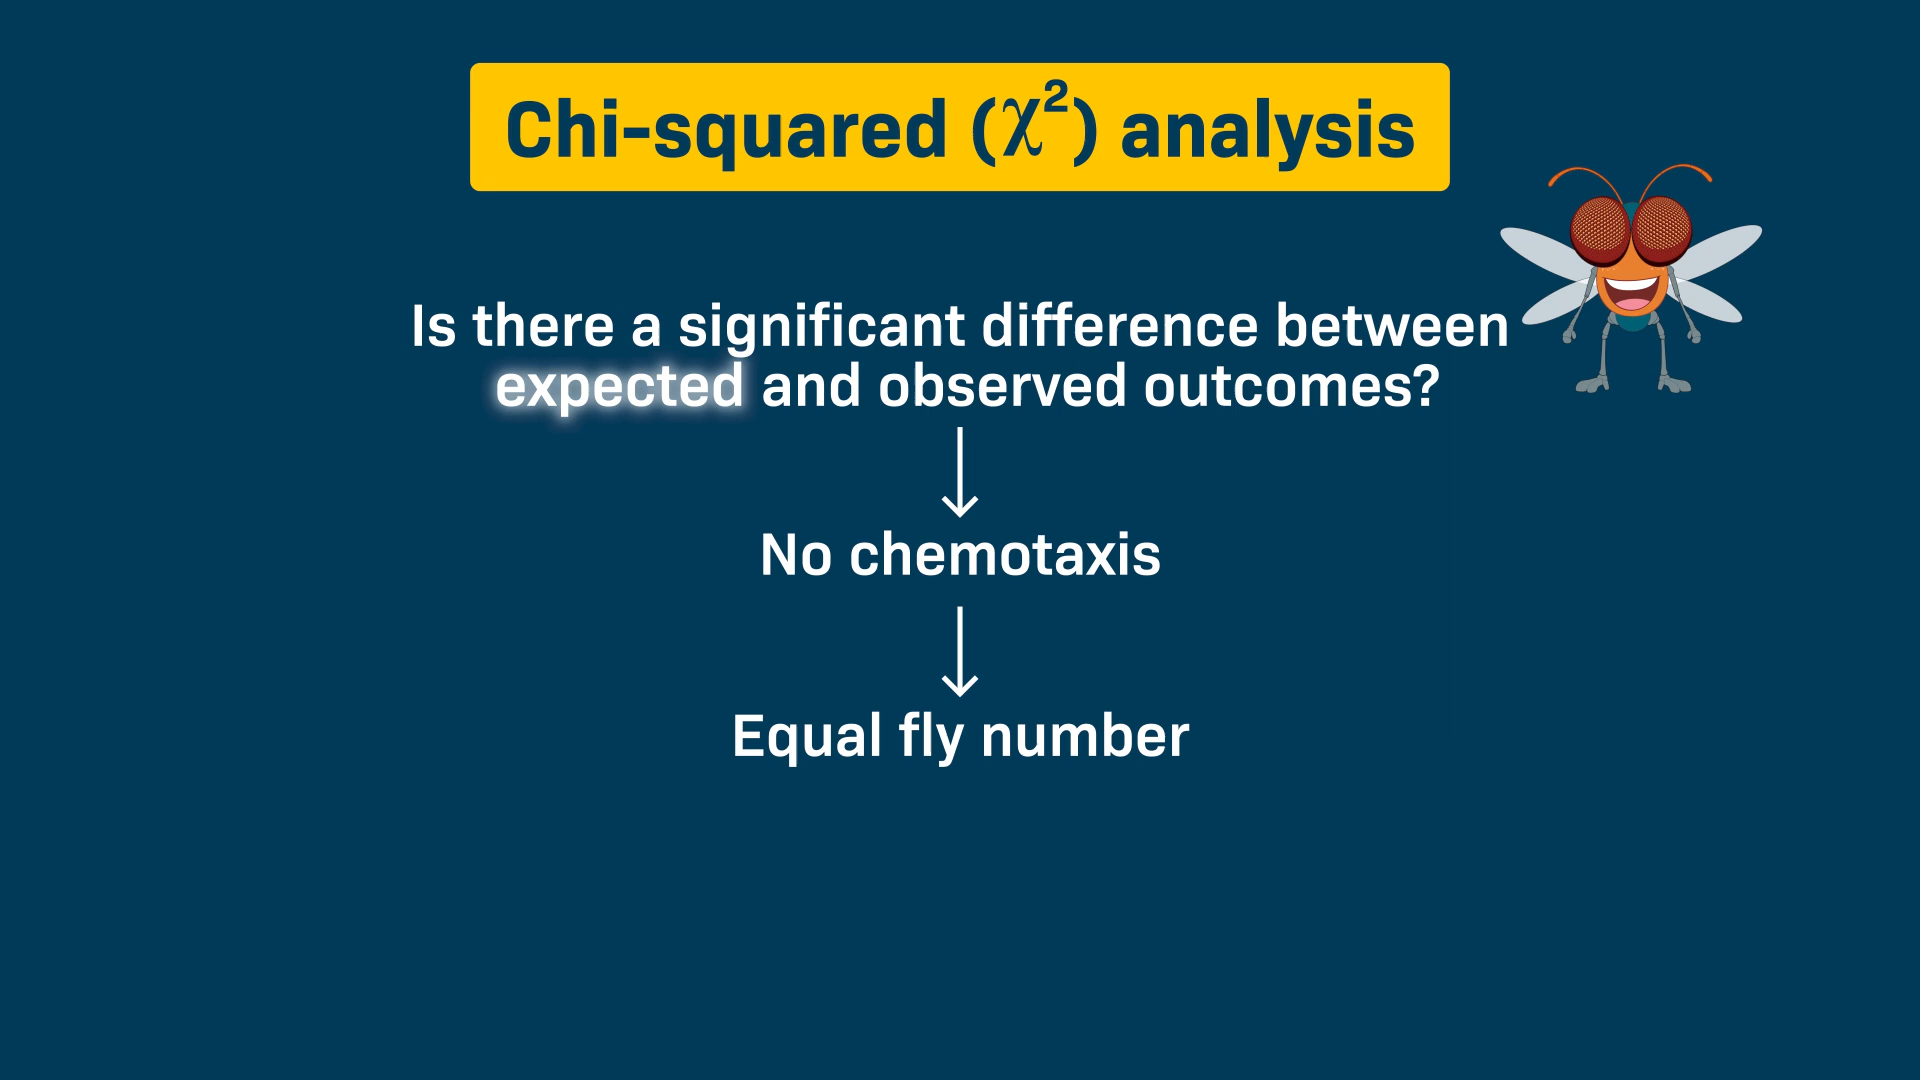 Chi-squared (χ²) analysis
Is there a significant difference between
expected and observed outcomes?
No chemotaxis
Equal fly number